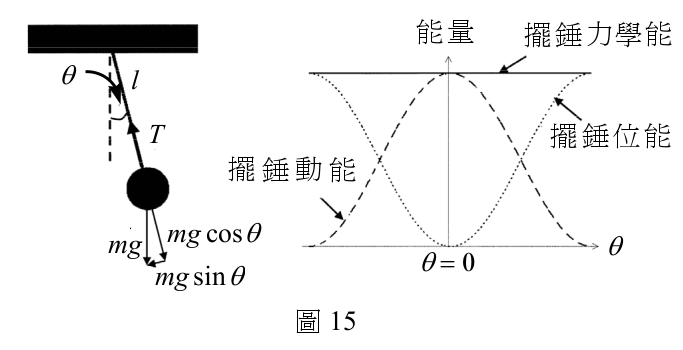 θ
l
T
mg
mg cos θ
mg sin θ
能量
擺錘力學能
擺錘位能
擺錘動能
θ
θ = 0
圖 15